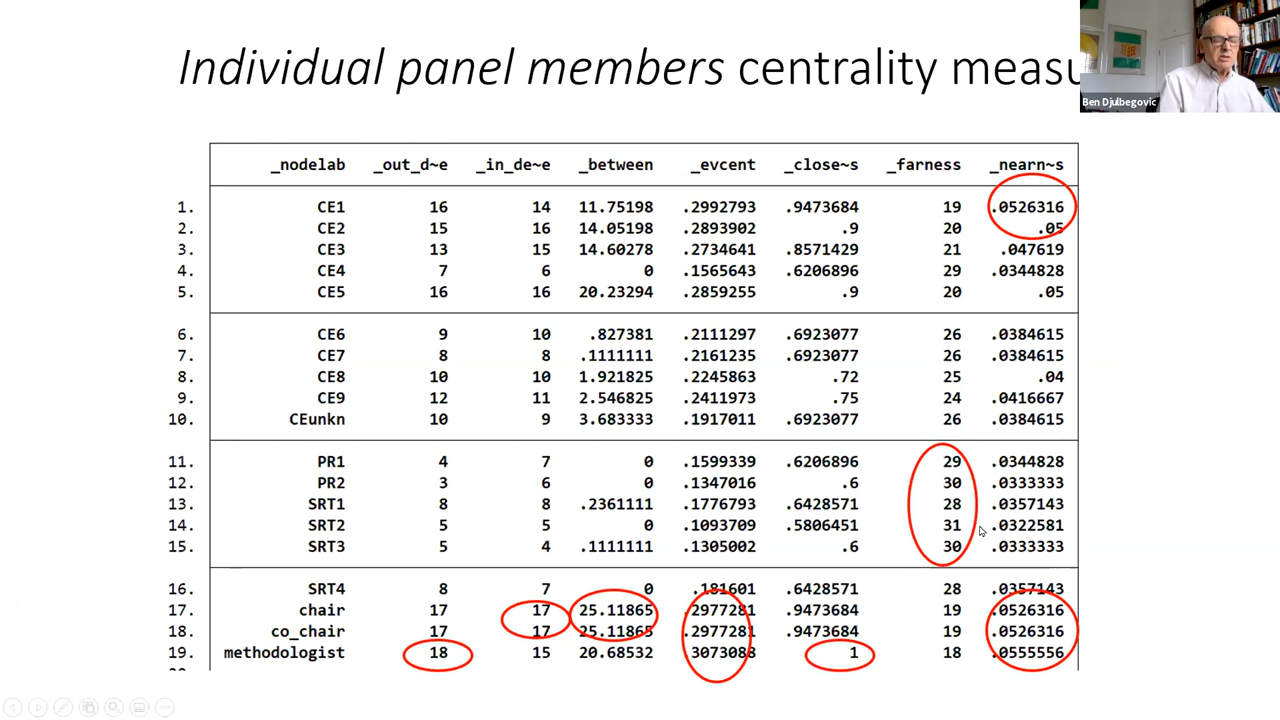 Individual panel members centrality measu
Ben Djulbegovic
_nodelab _out_d~e _in_de~e _between _evcent _close~s _farness _nearn~s
1. CE1 16 14 11.75198 .2992793 .9473684 19 .0526316
2. CE2 15 16 14.05198 .2893902 .9 20 .05
3. CE3 13 15 14.60278 .2734641 .8571429 21 .047619
4. CE4 7 6 0 .1565643 .6206896 29 .0344828
5. CE5 16 16 20.23294 .2859255 .9 20 .05
6. CE6 9 10 .827381 .2111297 .6923077 26 .0384615
7. CE7 8 8 .1111111 .2161235 .6923077 26 .0384615
8. CE8 10 10 1.921825 .2245863 .72 25 .04
9. CE9 12 11 2.546825 .2411973 .75 24 .0416667
10. CEunkn 10 9 3.683333 .1917011 .6923077 26 .0384615
11. PR1 4 7 0 .1599339 .6206896 29 .0344828
12. PR2 3 6 0 .1347016 .6 30 .0333333
13. SRT1 8 8 .2361111 .1776793 .6428571 28 .0357143
14. SRT2 5 5 0 .1093709 .5806451 31 .0322581
15. SRT3 5 4 .1111111 .1305002 .6 30 .0333333
16. SRT4 8 7 0 .181601 .6428571 28 .0357143
17. chair 17 17 25.11865 .2977281 .9473684 19 .0526316
18. co_chair 17 17 25.11865 .2977281 .9473684 19 .0526316
19. methodologist 18 15 20.68532 .3073088 1 18 .0555556